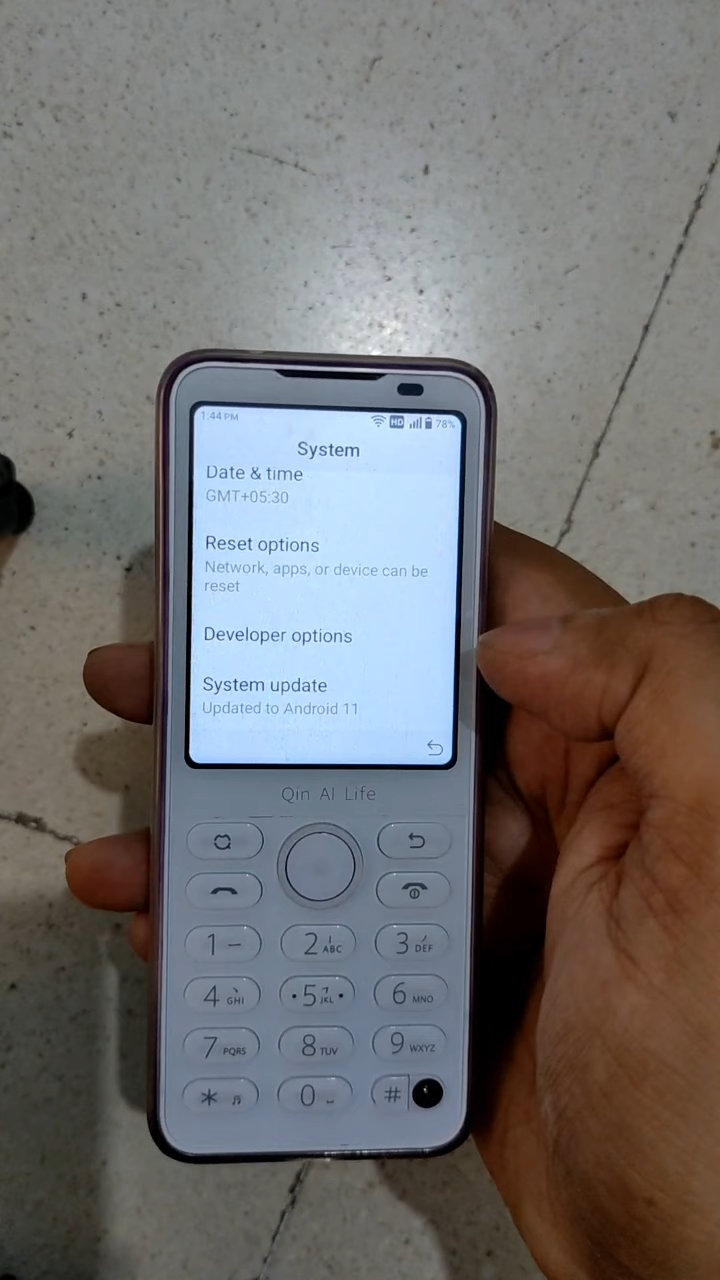 1:44 PM HD 78%
System
Date & time
GMT+05:30
Reset options
Network, apps, or device can be
reset
Developer options
System update
Updated to Android 11
Qin AI Life
1 2 ABC 3 DEF
4 GHI 5 JKL 6 MNO
7 PQRS 8 TUV 9 WXYZ
* 0 #